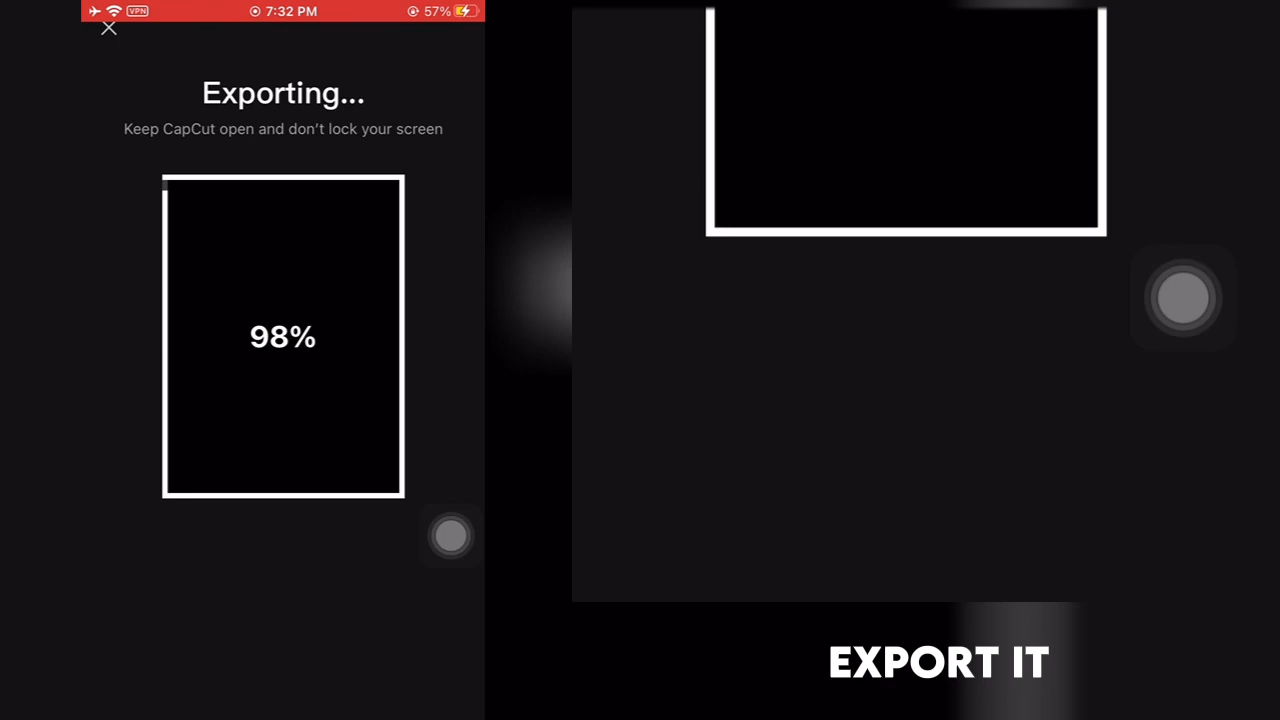 VPN 7:32 PM 57%
Exporting...
Keep CapCut open and don't lock your screen
98%
EXPORT IT